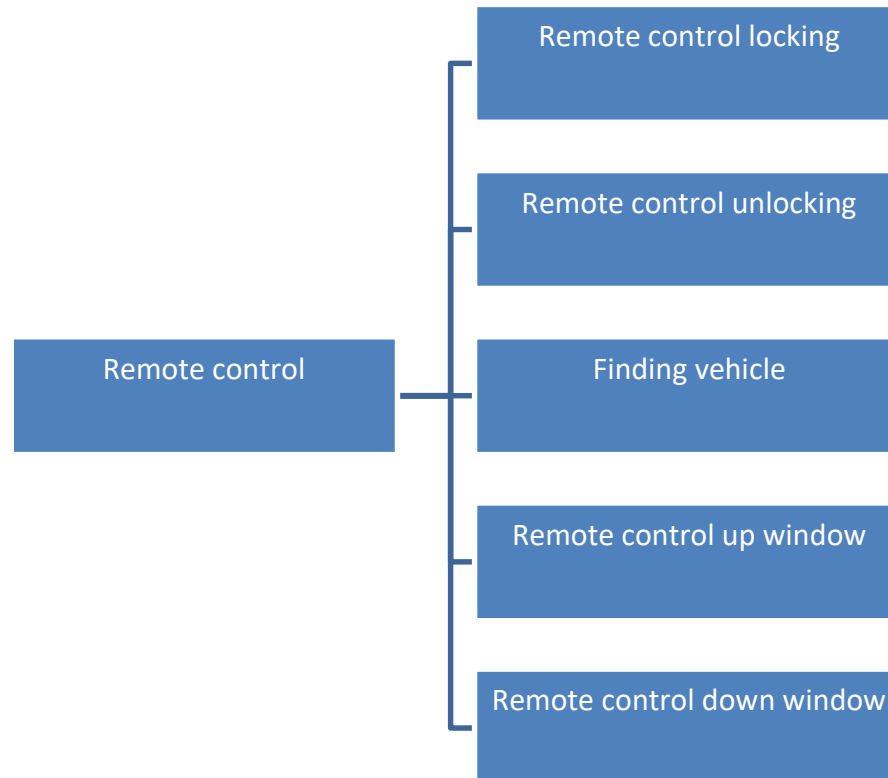 Remote control locking
Remote control unlocking
Remote control
Finding vehicle
Remote control up window
Remote control down window